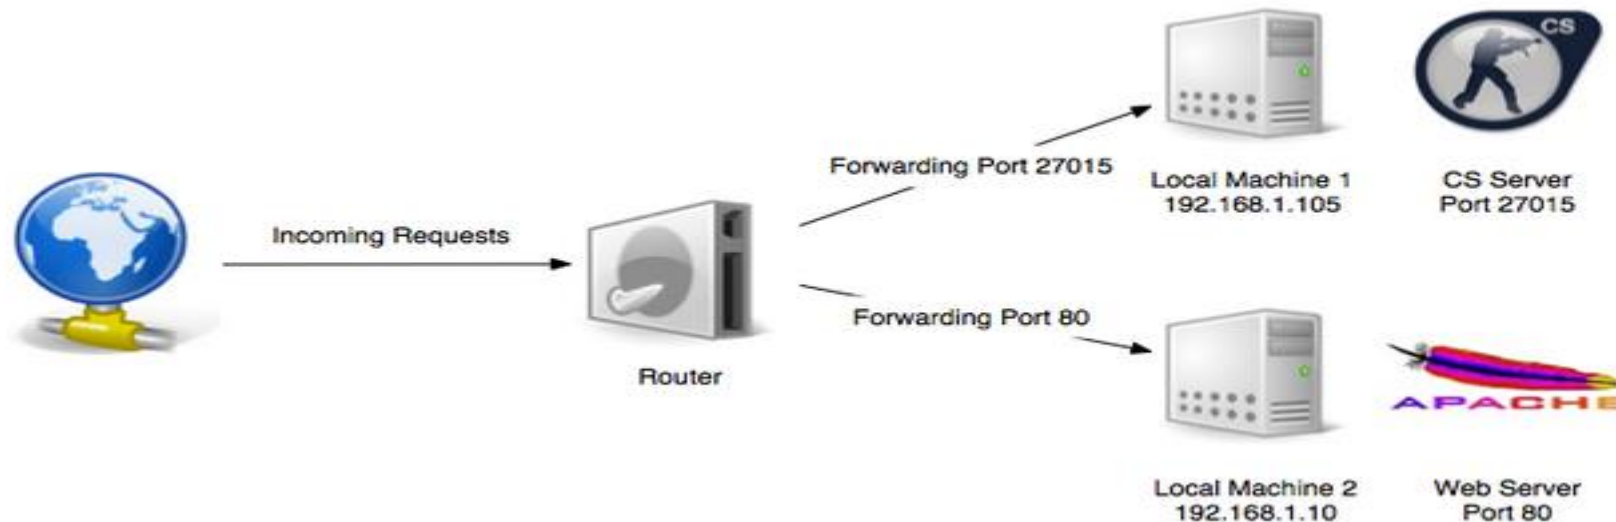 CS
Forwarding Port 27015
Local Machine 1
192.168.1.105
CS Server
Port 27015
Incoming Requests
Router
Forwarding Port 80
APACHE
Local Machine 2
192.168.1.10
Web Server
Port 80